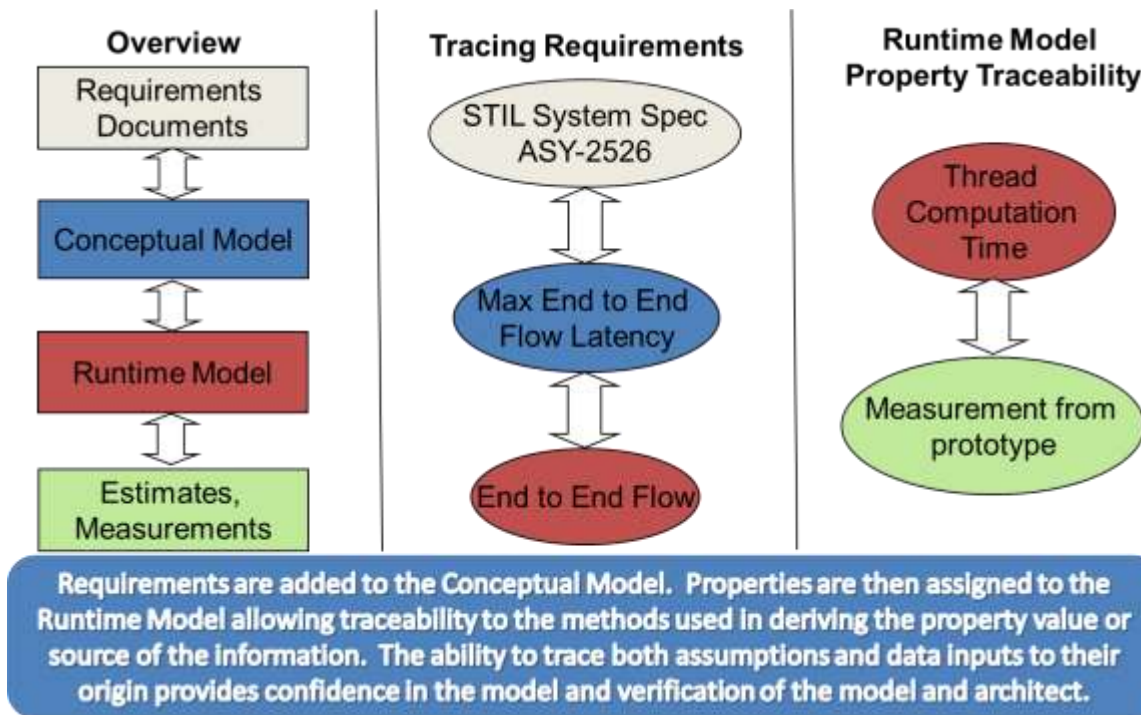 Overview
Requirements
Documents
Conceptual Model
Runtime Model
Estimates,
Measurements
Tracing Requirements
STIL System Spec
ASY-2526
Max End to End
Flow Latency
End to End Flow
Runtime Model
Property Traceability
Thread
Computation
Time
Measurement from
prototype
Requirements are added to the Conceptual Model.  Properties are then assigned to the
Runtime Model allowing traceability to the methods used in deriving the property value or
source of the information.  The ability to trace both assumptions and data inputs to their
origin provides confidence in the model and verification of the model and architect.